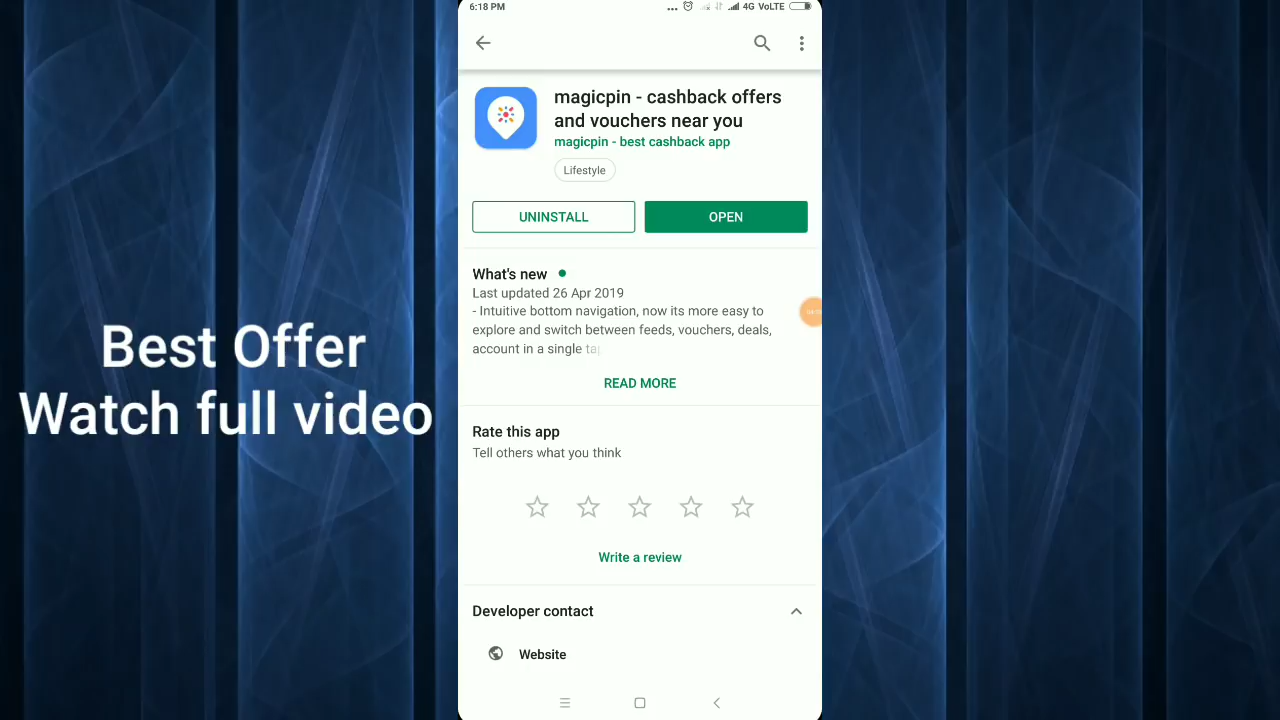 6:18 PM
4G VoLTE
magicpin - cashback offers
and vouchers near you
magicpin - best cashback app
Lifestyle
UNINSTALL
OPEN
What's new
Last updated 26 Apr 2019
- Intuitive bottom navigation, now its more easy to
explore and switch between feeds, vouchers, deals,
account in a single tap
READ MORE
Rate this app
Tell others what you think
Write a review
Developer contact
Website
Best Offer
Watch full video